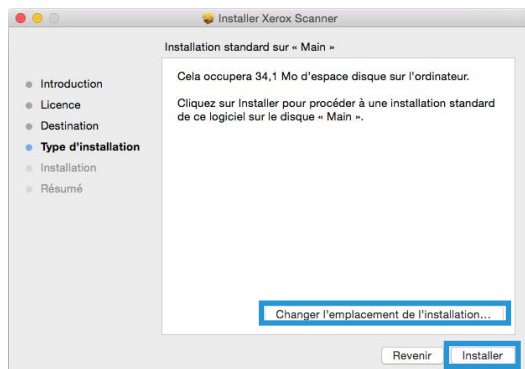 Installer Xerox Scanner
Installation standard sur « Main »
Introduction
Licence
Destination
Type d'installation
Installation
Résumé
Cela occupera 34,1 Mo d'espace disque sur l'ordinateur.
Cliquez sur Installer pour procéder à une installation standard
de ce logiciel sur le disque « Main ».
Changer l'emplacement de l'installation...
Revenir
Installer